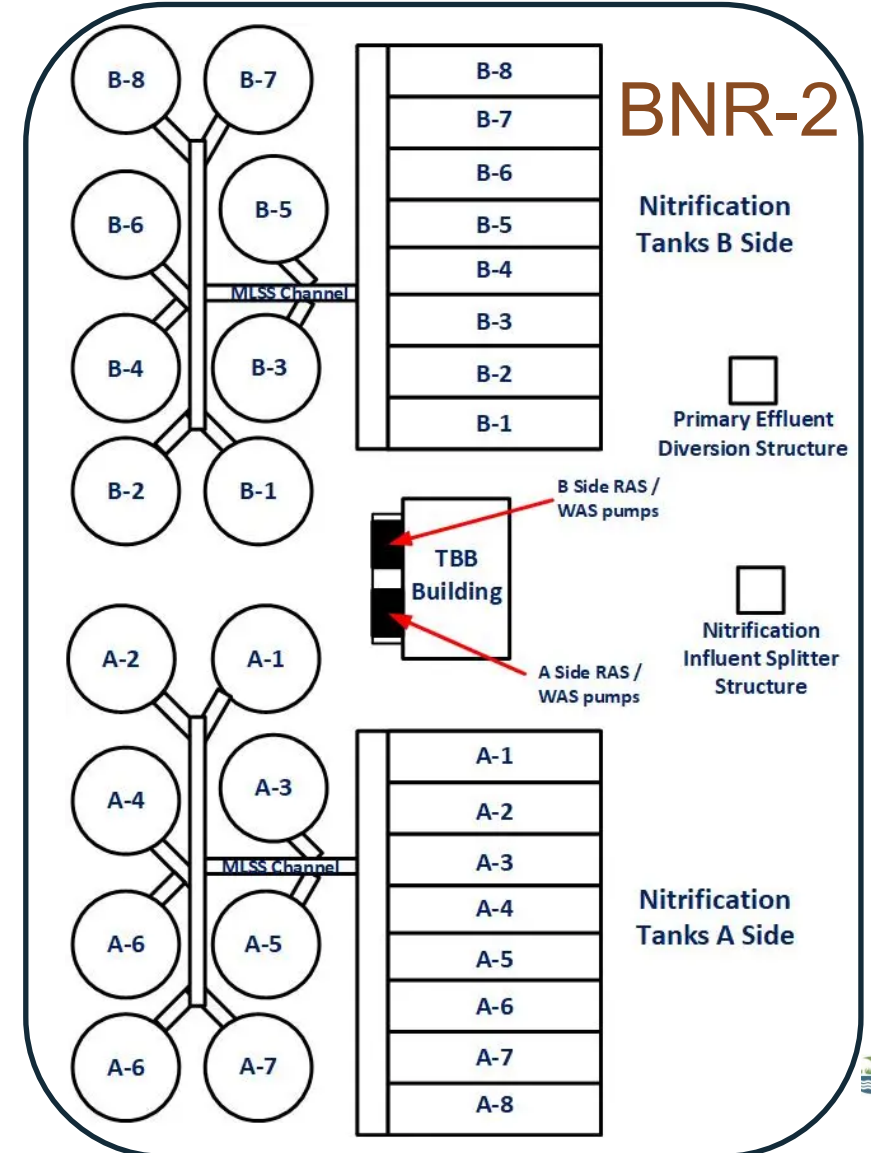 BNR-2
B-8
B-7
B-6
B-5
MLSS Channel
B-4
B-3
B-2
B-1
B-8
B-7
B-6
B-5
B-4
B-3
B-2
B-1
Nitrification
Tanks B Side
Primary Effluent
Diversion Structure
B Side RAS /
WAS pumps
TBB
Building
A Side RAS /
WAS pumps
Nitrification
Influent Splitter
Structure
A-2
A-1
A-4
A-3
MLSS Channel
A-6
A-5
A-6
A-7
A-1
A-2
A-3
A-4
A-5
A-6
A-7
A-8
Nitrification
Tanks A Side